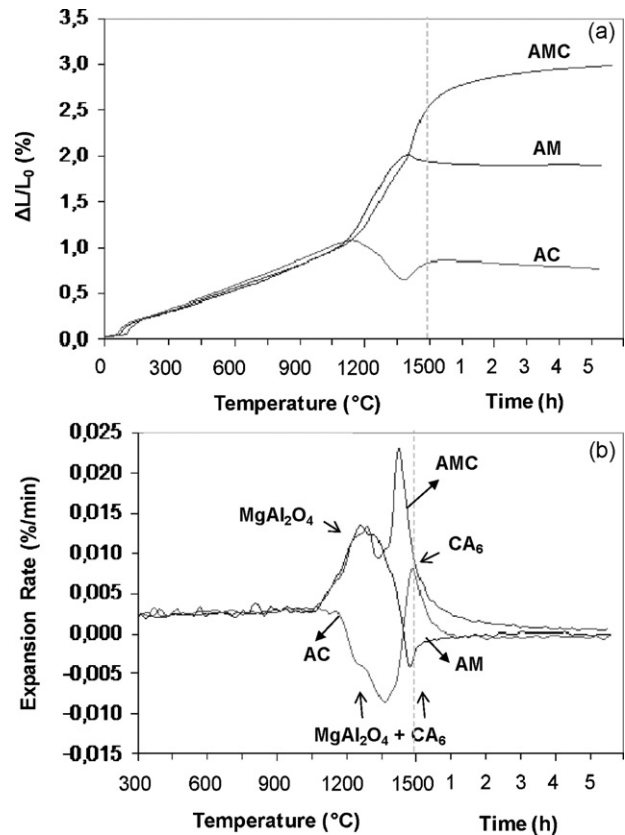 (a)
3,5
3,0
2,5
2,0
1,5
1,0
0,5
0,0
ΔL/L₀ (%)
AMC
AM
AC
0 300 600 900 1200 1500 1 2 3 4 5
Temperature (°C) Time (h)
(b)
0,025
0,020
0,015
0,010
0,005
0,000
-0,005
-0,010
-0,015
Expansion Rate (%/min)
AMC
MgAl₂O₄
CA₆
AC
AM
MgAl₂O₄ + CA₆
300 600 900 1200 1500 1 2 3 4 5
Temperature (°C) Time (h)